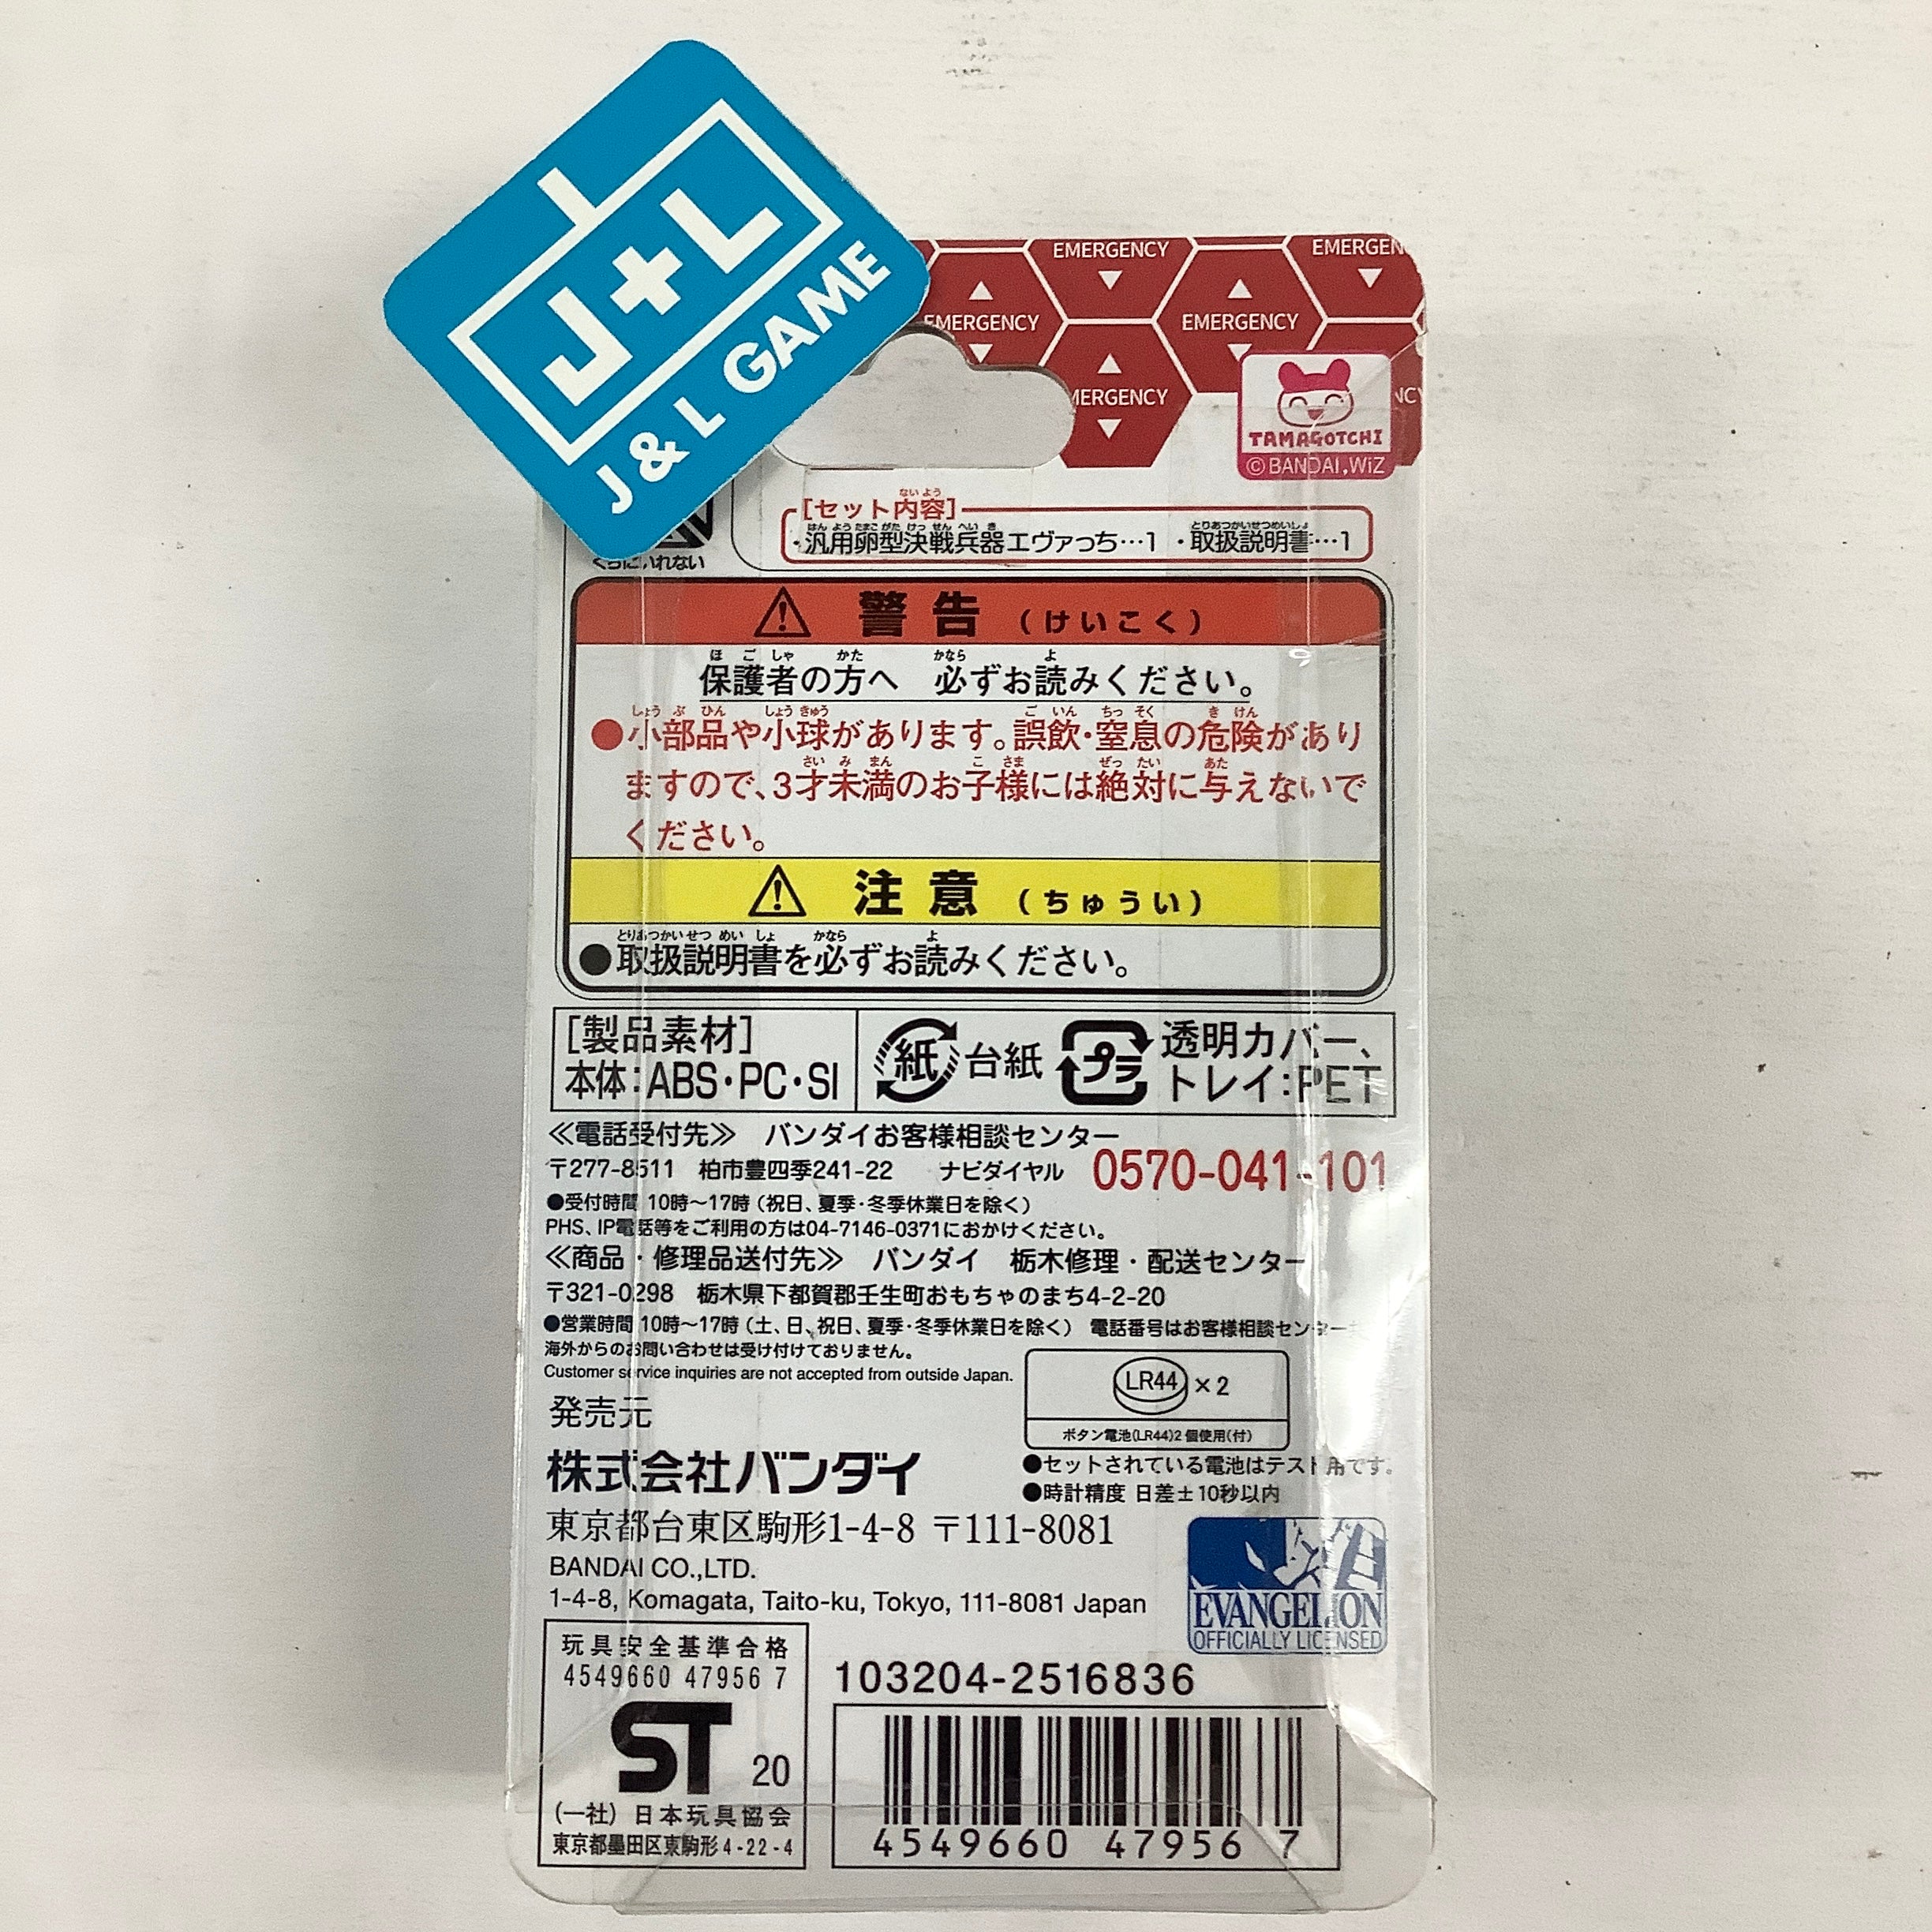 J+L
J & L GAME
EMERGENCY
EMERGENCY
EMERGENCY
EMERGENCY
TAMAGOTCHI
©BANDAI,WiZ
くちにいれない
[セット内容]
・汎用卵型決戦兵器エヴァっち…1 ・取扱説明書…1
警告（けいこく）
保護者の方へ 必ずお読みください。
●小部品や小球があります。誤飲・窒息の危険があり
ますので、3才未満のお子様には絶対に与えないで
ください。
注意（ちゅうい）
●取扱説明書を必ずお読みください。
[製品素材]
本体:ABS・PC・SI
紙 台紙
プラ 透明カバー、
トレイ:PET
≪電話受付先≫ バンダイお客様相談センター
〒277-8511 柏市豊四季241-22 ナビダイヤル 0570-041-101
●受付時間 10時～17時（祝日、夏季・冬季休業日を除く）
PHS、IP電話等をご利用の方は04-7146-0371におかけください。
≪商品・修理品送付先≫ バンダイ 栃木修理・配送センター
〒321-0298 栃木県下都賀郡壬生町おもちゃのまち4-2-20
●営業時間 10時～17時（土、日、祝日、夏季・冬季休業日を除く） 電話番号はお客様相談センター
海外からのお問い合わせは受け付けておりません。
Customer service inquiries are not accepted from outside Japan.
LR44 ×2
ボタン電池(LR44)2個使用(付)
●セットされている電池はテスト用です。
●時計精度 日差±10秒以内
発売元
株式会社バンダイ
東京都台東区駒形1-4-8 〒111-8081
BANDAI CO.,LTD.
1-4-8, Komagata, Taito-ku, Tokyo, 111-8081 Japan
EVANGELION
OFFICIALLY LICENSED
玩具安全基準合格
4549660 47956 7
ST 20
（一社）日本玩具協会
東京都墨田区東駒形4-22-4
103204-2516836
4549660 47956 7